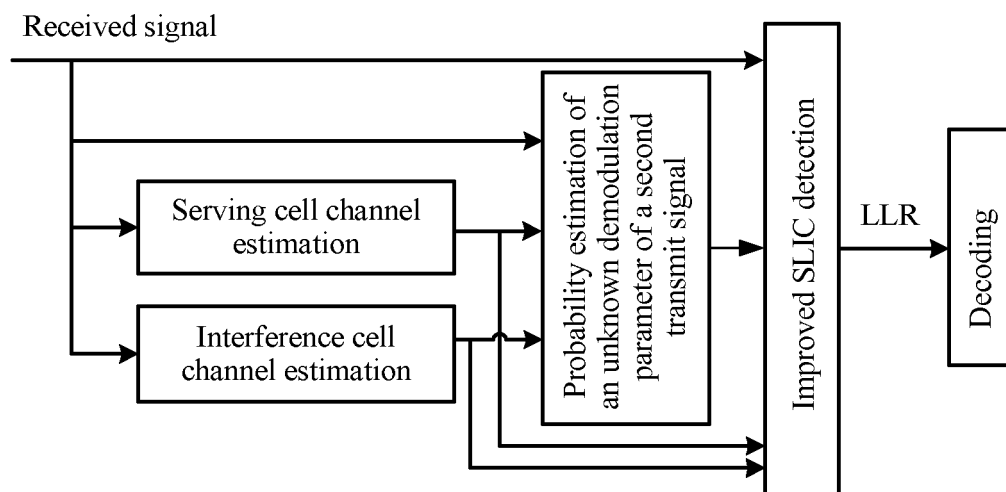 Received signal
Serving cell channel
estimation
Interference cell
channel estimation
Probability estimation of
an unknown demodulation
parameter of a second
transmit signal
Improved SLIC detection
LLR
Decoding